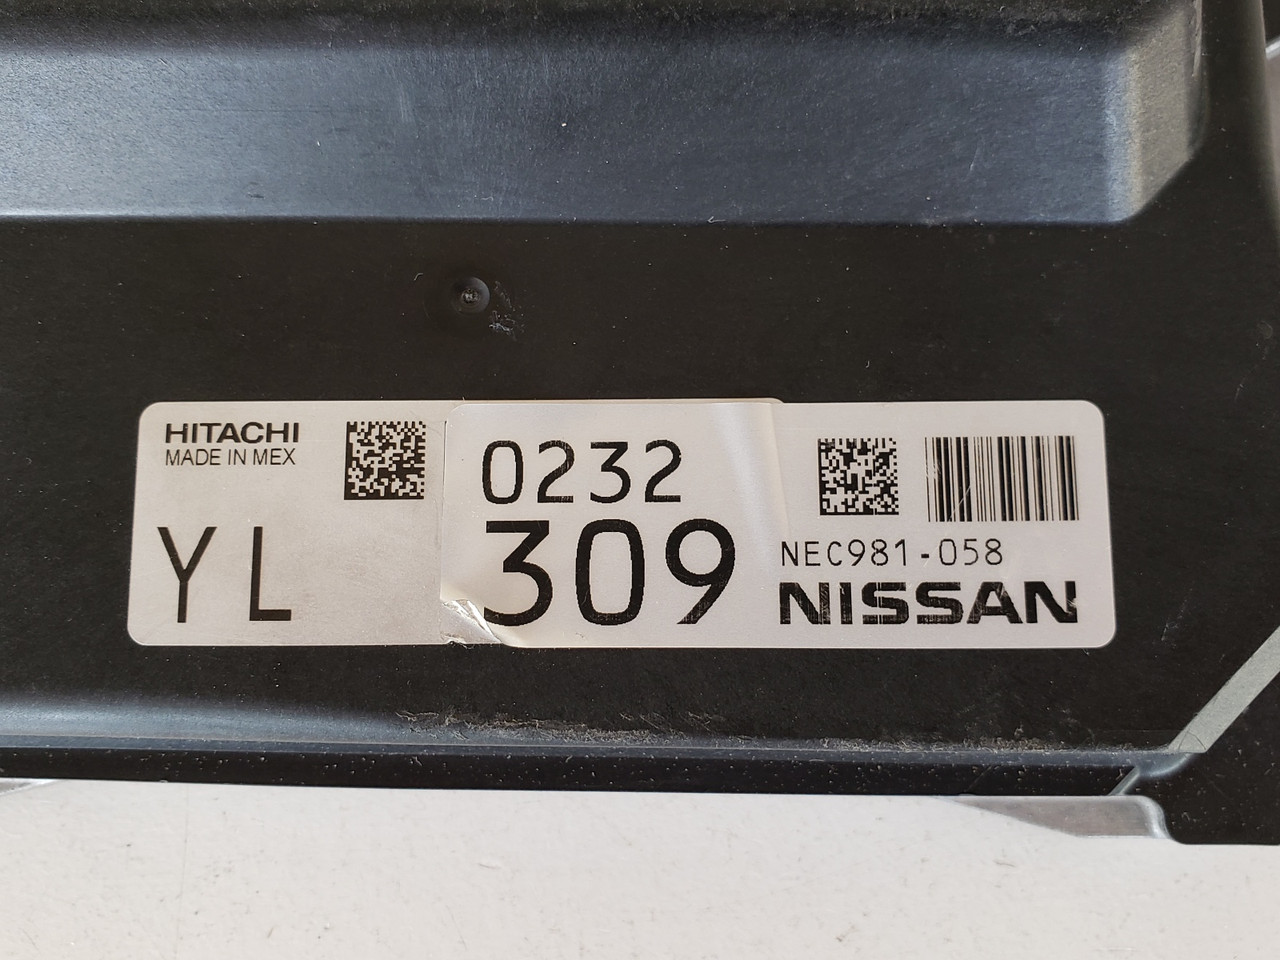 HITACHI
MADE IN MEX
YL
0232
309
NEC981-058
NISSAN